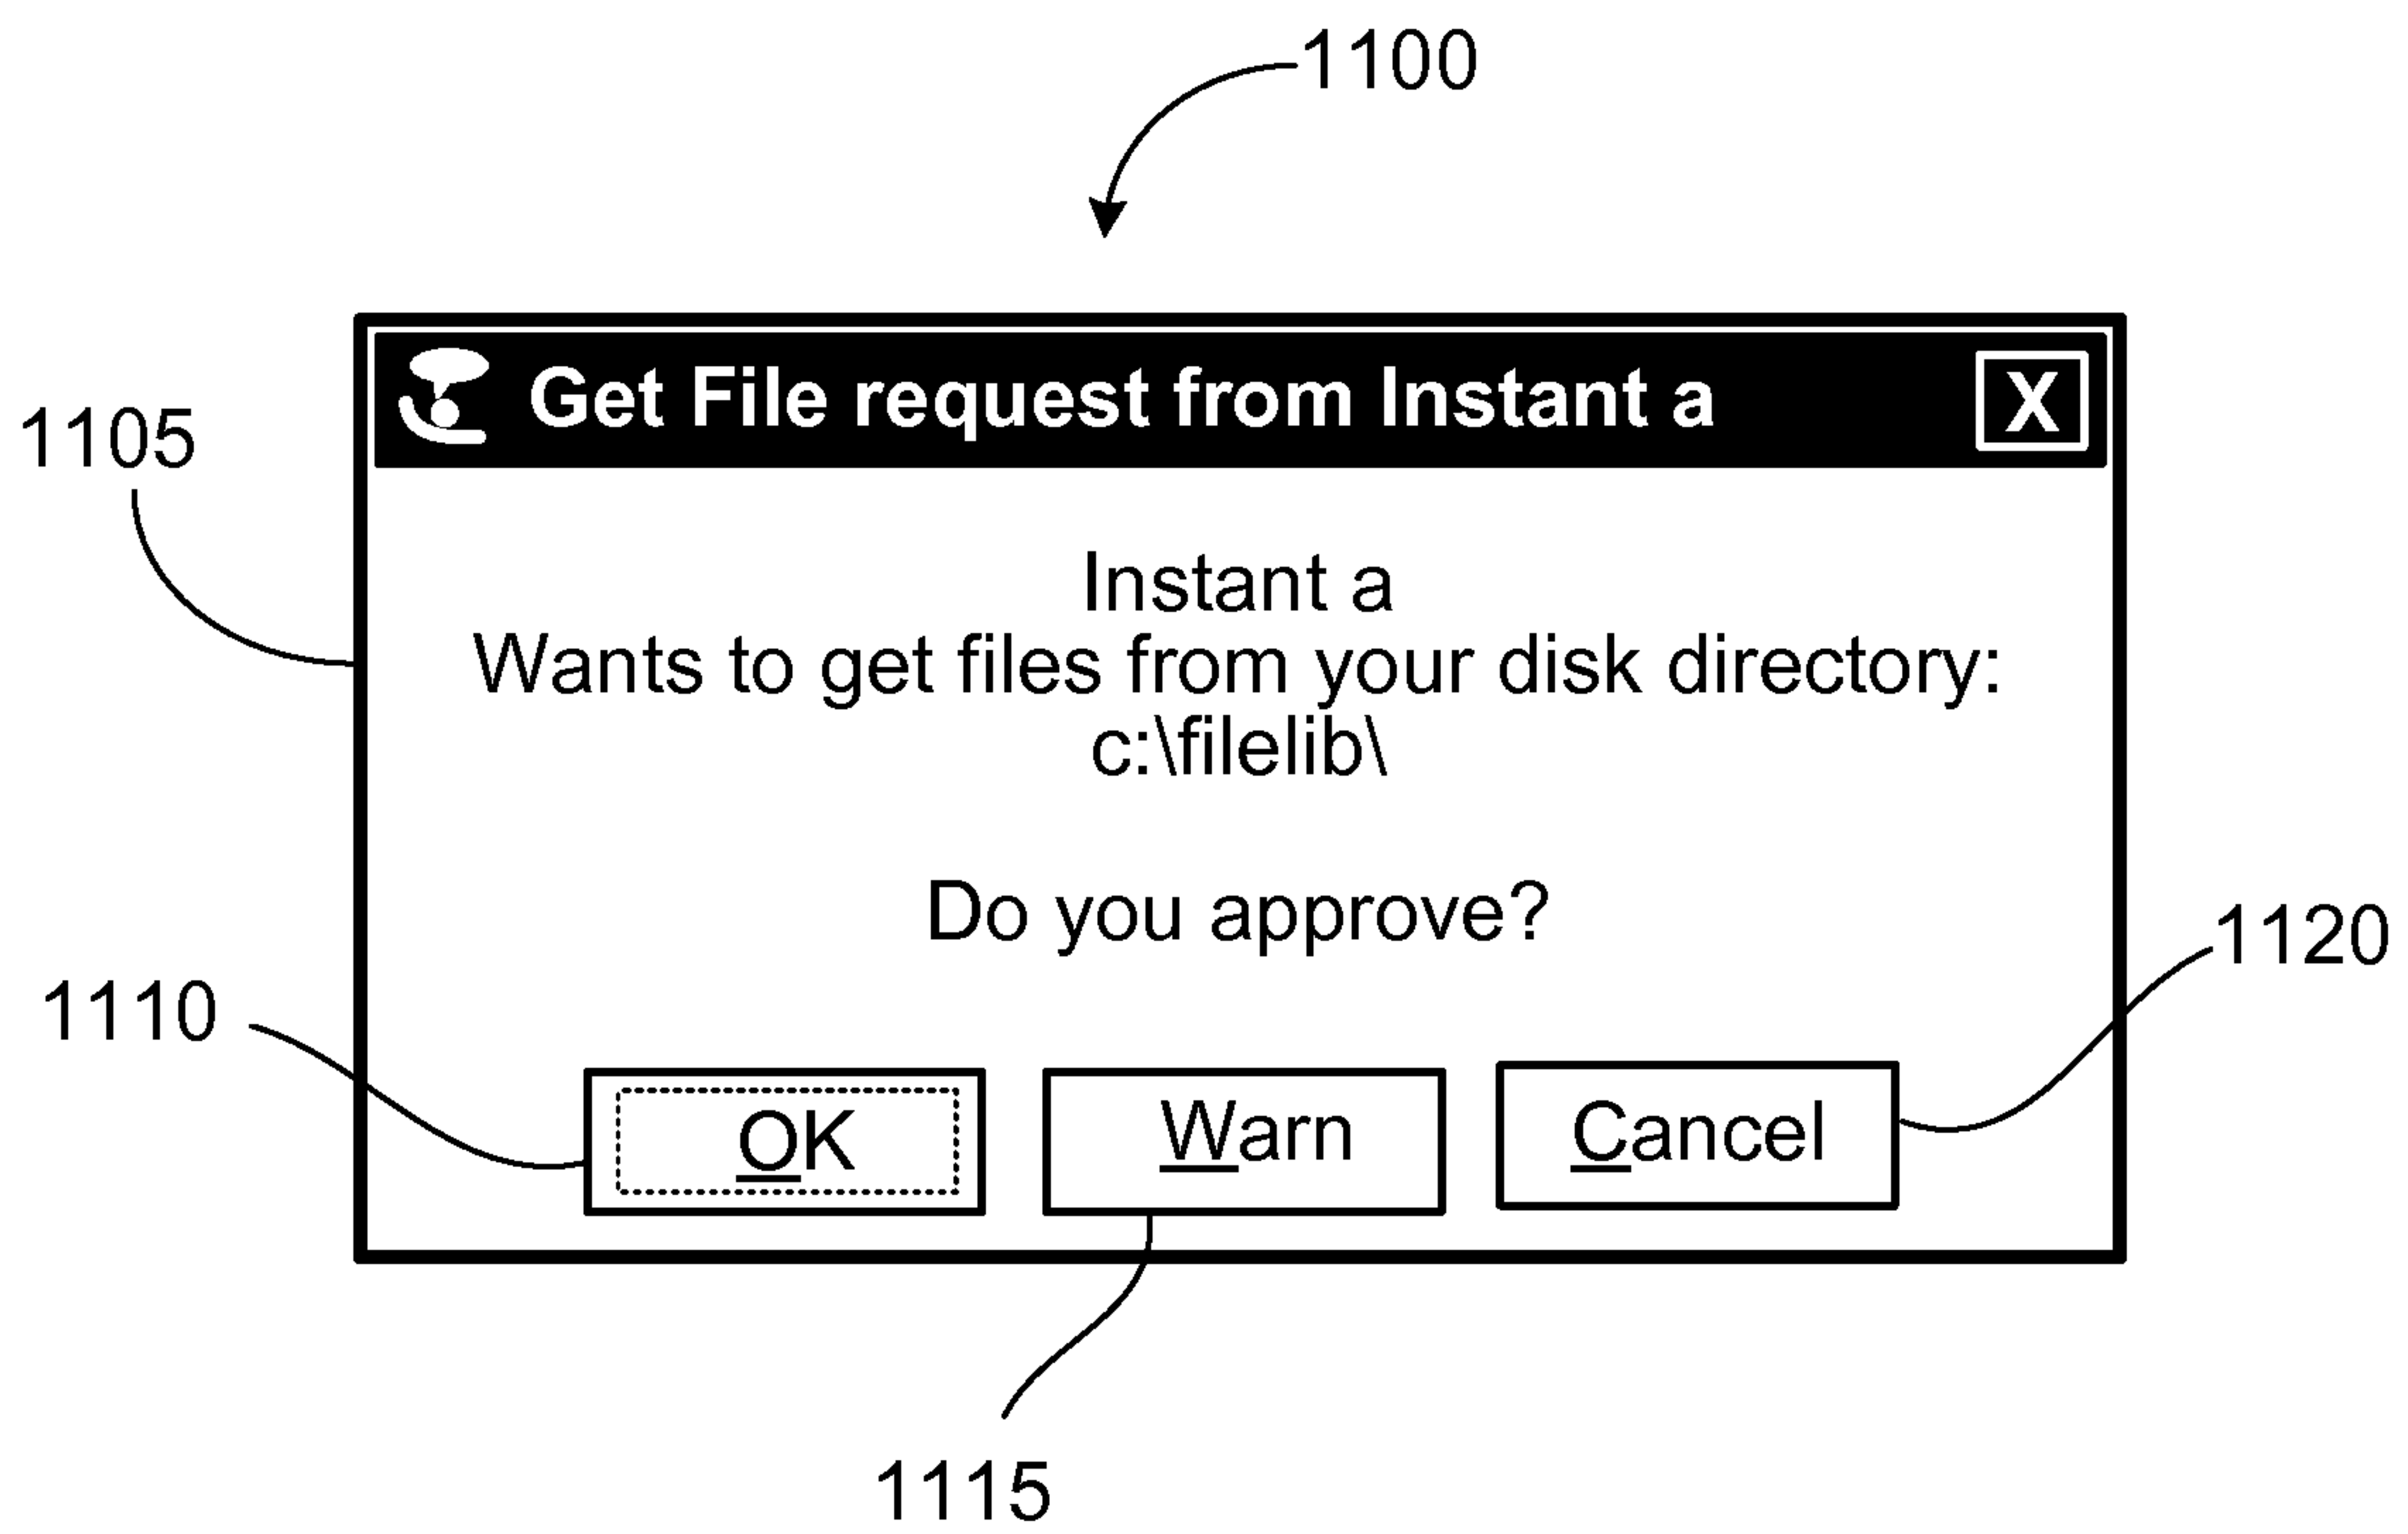 1100
Get File request from Instant a
X
1105
Instant a
Wants to get files from your disk directory:
c:\filelib\
Do you approve?
1120
1110
OK
Warn
Cancel
1115